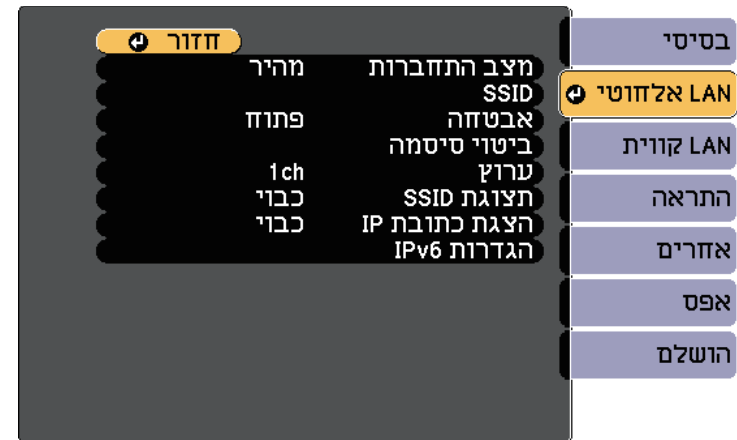 בסיסי
LAN אלחוטי
LAN קווית
התראה
אחרים
אפס
הושלם
חזור
מצב התחברות מהיר
SSID
אבטחה פתוח
ביטוי סיסמה
ערוץ 1ch
תצוגת SSID כבוי
הצגת כתובת IP כבוי
הגדרות IPv6